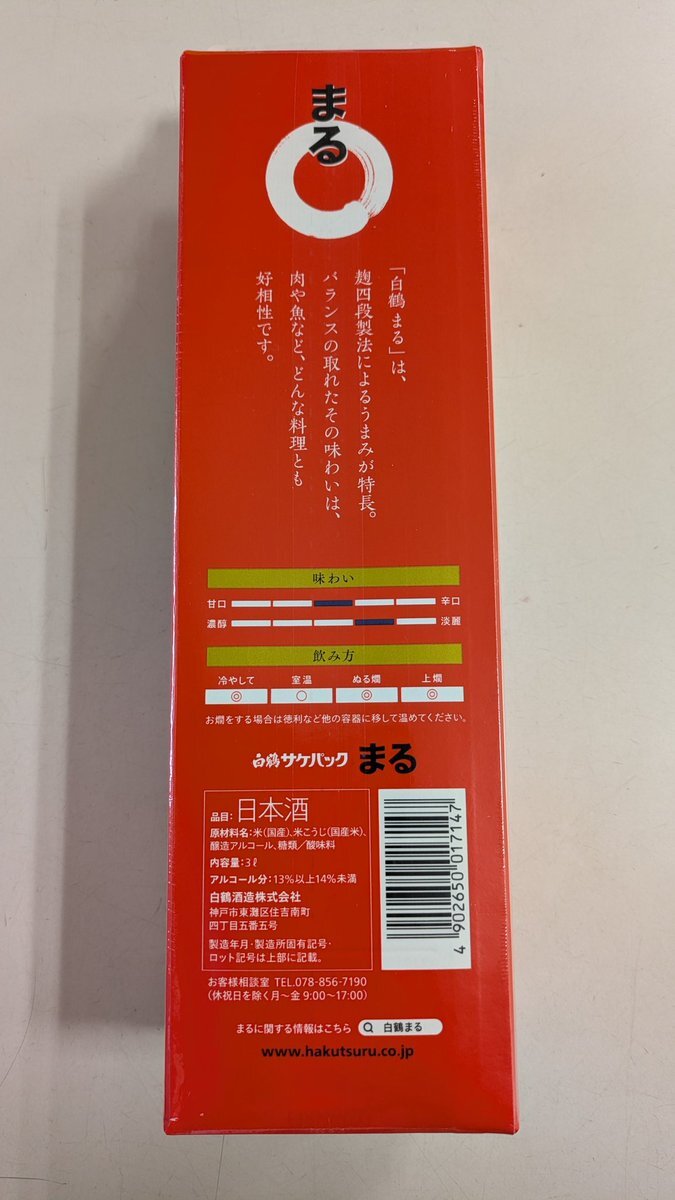 まる
「白鶴 まる」は、
麹四段製法によるうまみが特長。
バランスの取れたその味わいは、
肉や魚など、どんな料理とも
好相性です。
味わい
甘口 辛口
濃醇 淡麗
飲み方
冷やして 室温 ぬる燗 上燗
◎ ○ ◎ ◎
お燗をする場合は徳利など他の容器に移して温めてください。
白鶴サケパック まる
品目: 日本酒
原材料名:米(国産)、米こうじ(国産米)、
醸造アルコール、糖類/酸味料
内容量:3ℓ
アルコール分:13%以上14%未満
白鶴酒造株式会社
神戸市東灘区住吉南町
四丁目五番五号
製造年月・製造所固有記号・
ロット記号は上部に記載。
4 902650 017147
お客様相談室 TEL.078-856-7190
(休祝日を除く月~金 9:00~17:00)
まるに関する情報はこちら 白鶴まる
www.hakutsuru.co.jp